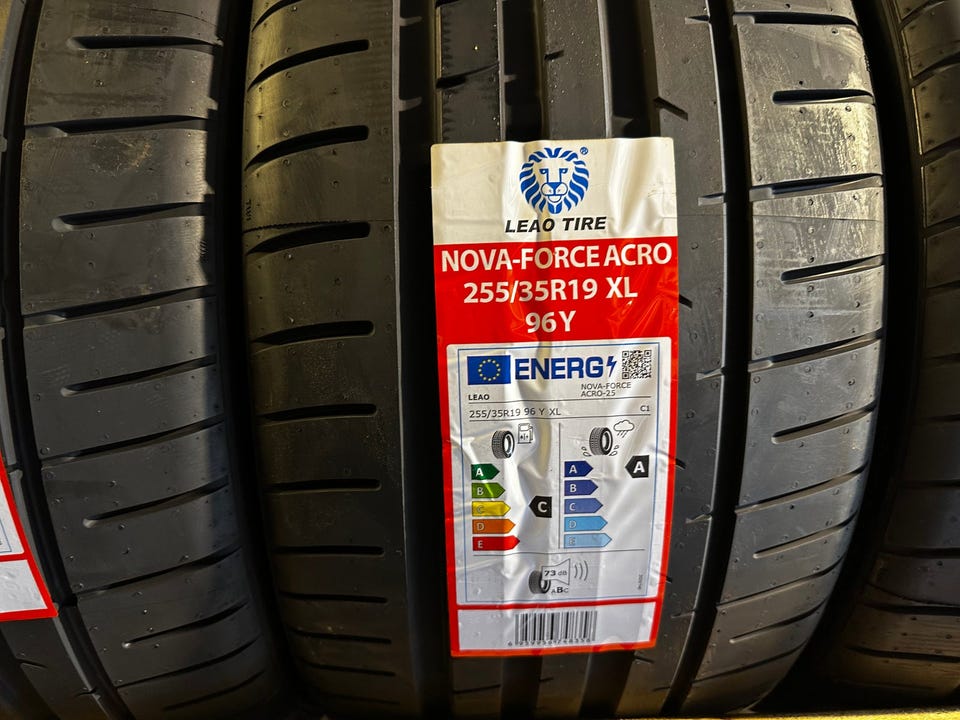 LEAO TIRE
NOVA-FORCE ACRO
255/35R19 XL
96Y
ENERG
LEAO
NOVA-FORCE
ACRO-25
255/35R19 96 Y XL
C1
A
B
C
D
E
C
A
B
C
D
E
A
73 dB
ABC
TWI